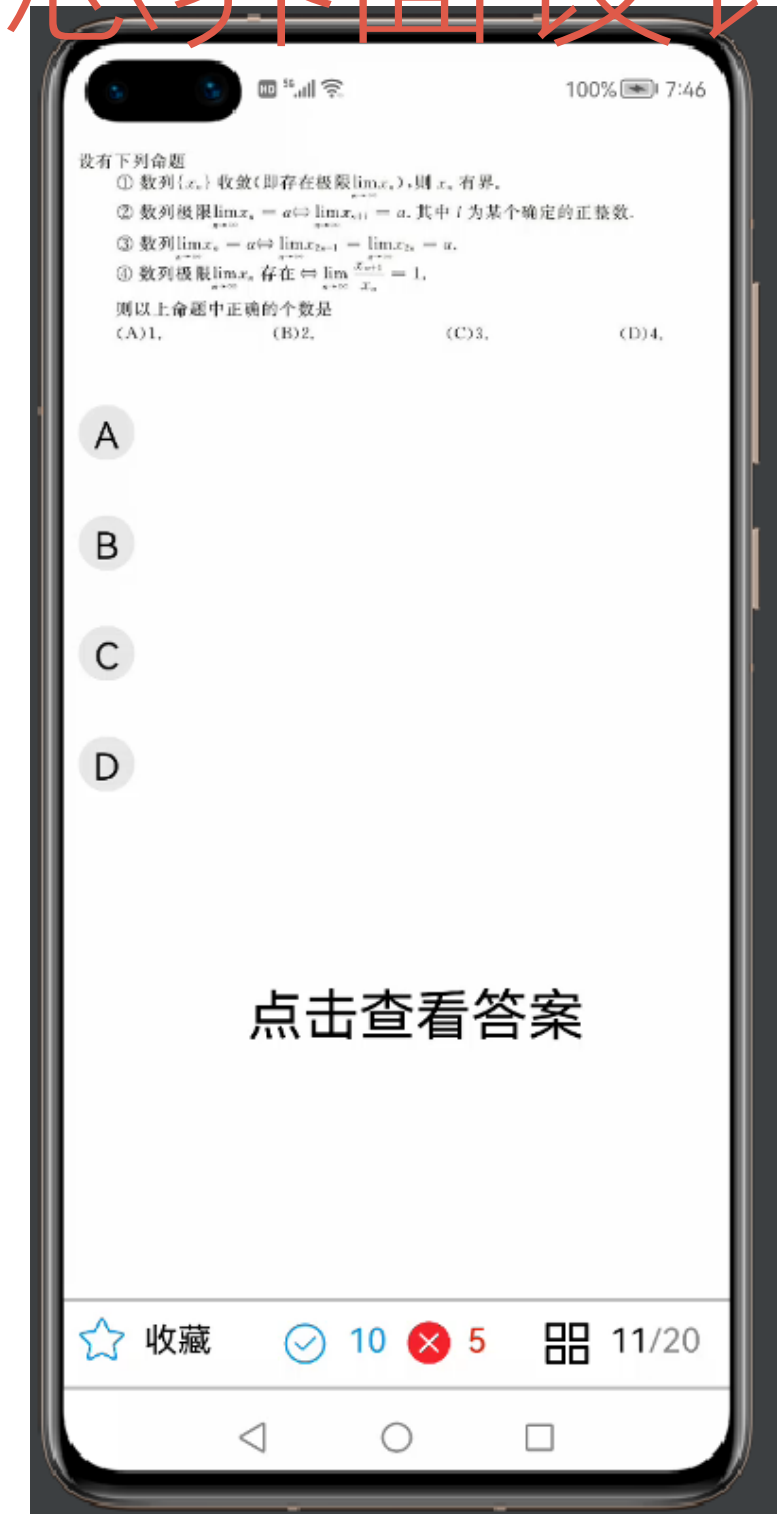 HD 5G 100% 7:46
设有下列命题
① 数列{xₙ} 收敛(即存在极限lim xₙ),则 xₙ 有界.
n→∞
② 数列极限lim xₙ = a⇔ lim xₙ₊ₗ = a. 其中 l 为某个确定的正整数.
n→∞ n→∞
③ 数列lim xₙ = a⇔ lim x₂ₙ₋₁ = lim x₂ₙ = a.
n→∞ n→∞ n→∞
④ 数列极限lim xₙ 存在 ⇔ lim xₙ₊₁/xₙ = 1.
n→∞ n→∞
则以上命题中正确的个数是
(A)1. (B)2. (C)3. (D)4.
A
B
C
D
点击查看答案
收藏 10 5 11/20